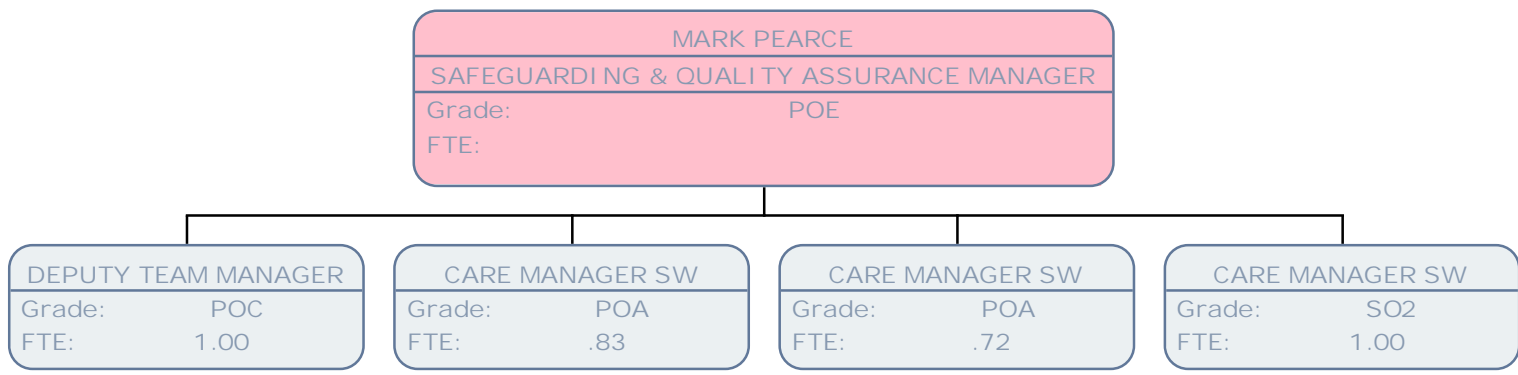 MARK PEARCE
SAFEGUARDING & QUALITY ASSURANCE MANAGER
Grade: POE
FTE:
DEPUTY TEAM MANAGER
Grade: POC
FTE: 1.00
CARE MANAGER SW
Grade: POA
FTE: .83
CARE MANAGER SW
Grade: POA
FTE: .72
CARE MANAGER SW
Grade: SO2
FTE: 1.00